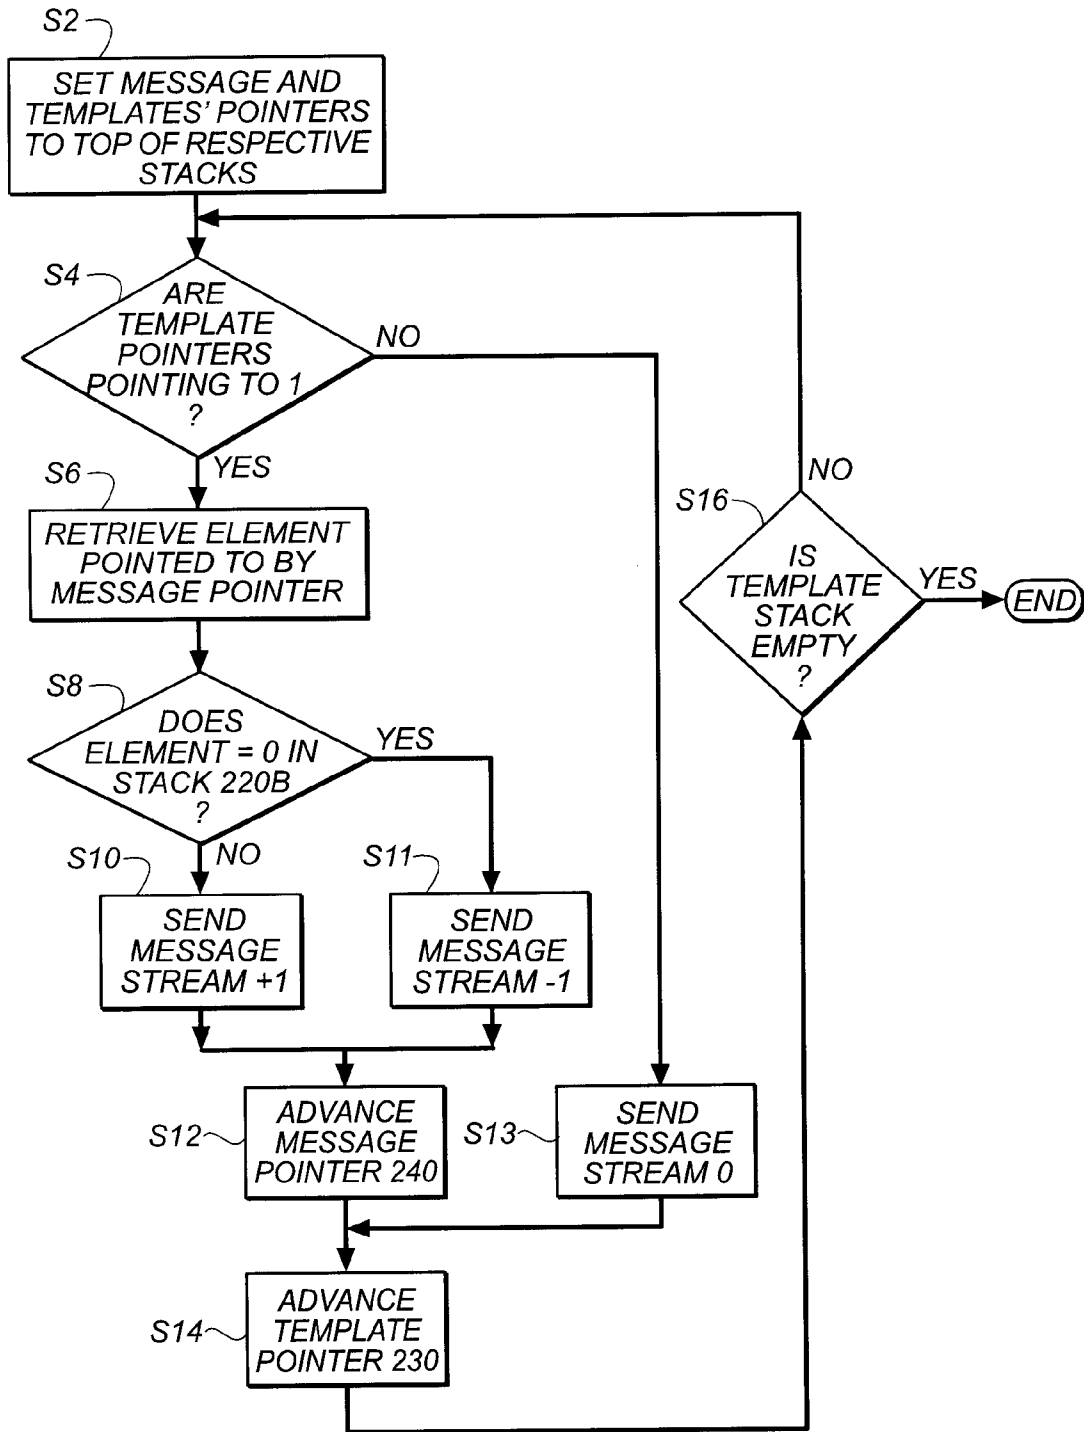 S2
SET MESSAGE AND
TEMPLATES' POINTERS
TO TOP OF RESPECTIVE
STACKS
S4
ARE
TEMPLATE
POINTERS
POINTING TO 1
?
NO
YES
S6
RETRIEVE ELEMENT
POINTED TO BY
MESSAGE POINTER
S8
DOES
ELEMENT = 0 IN
STACK 220B
?
YES
NO
S10
SEND
MESSAGE
STREAM +1
S11
SEND
MESSAGE
STREAM -1
S12
ADVANCE
MESSAGE
POINTER 240
S13
SEND
MESSAGE
STREAM 0
S14
ADVANCE
TEMPLATE
POINTER 230
S16
IS
TEMPLATE
STACK
EMPTY
?
NO
YES
END